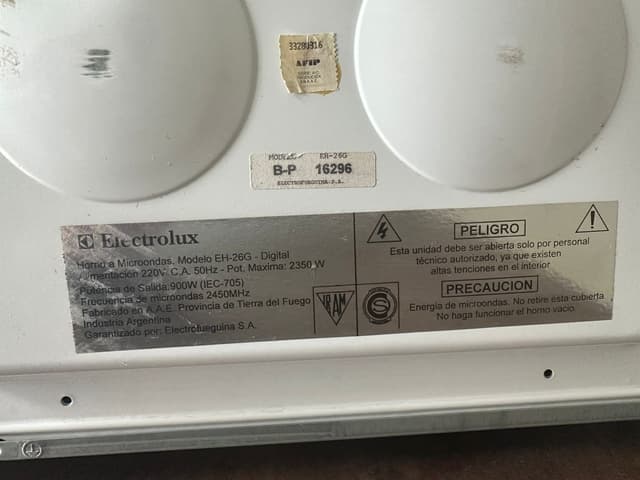 33280316
AFIP
MODELO EH-26G
B-P 16296
ELECTROFUEGUINA S.A.
Electrolux
Horno a Microondas. Modelo EH-26G - Digital
Alimentación 220V. C.A. 50Hz - Pot. Maxima: 2350 W
Potencia de Salida: 900W (IEC-705)
Frecuencia de microondas 2450MHz
Fabricado en A.A.E. Provincia de Tierra del Fuego
Industria Argentina
Garantizado por: Electrofueguina S.A.
IRAM
S
PELIGRO
Esta unidad debe ser abierta solo por personal
técnico autorizado, ya que existen
altas tenciones en el interior
PRECAUCION
Energia de microondas. No retire esta cubierta
No haga funcionar el horno vacio.